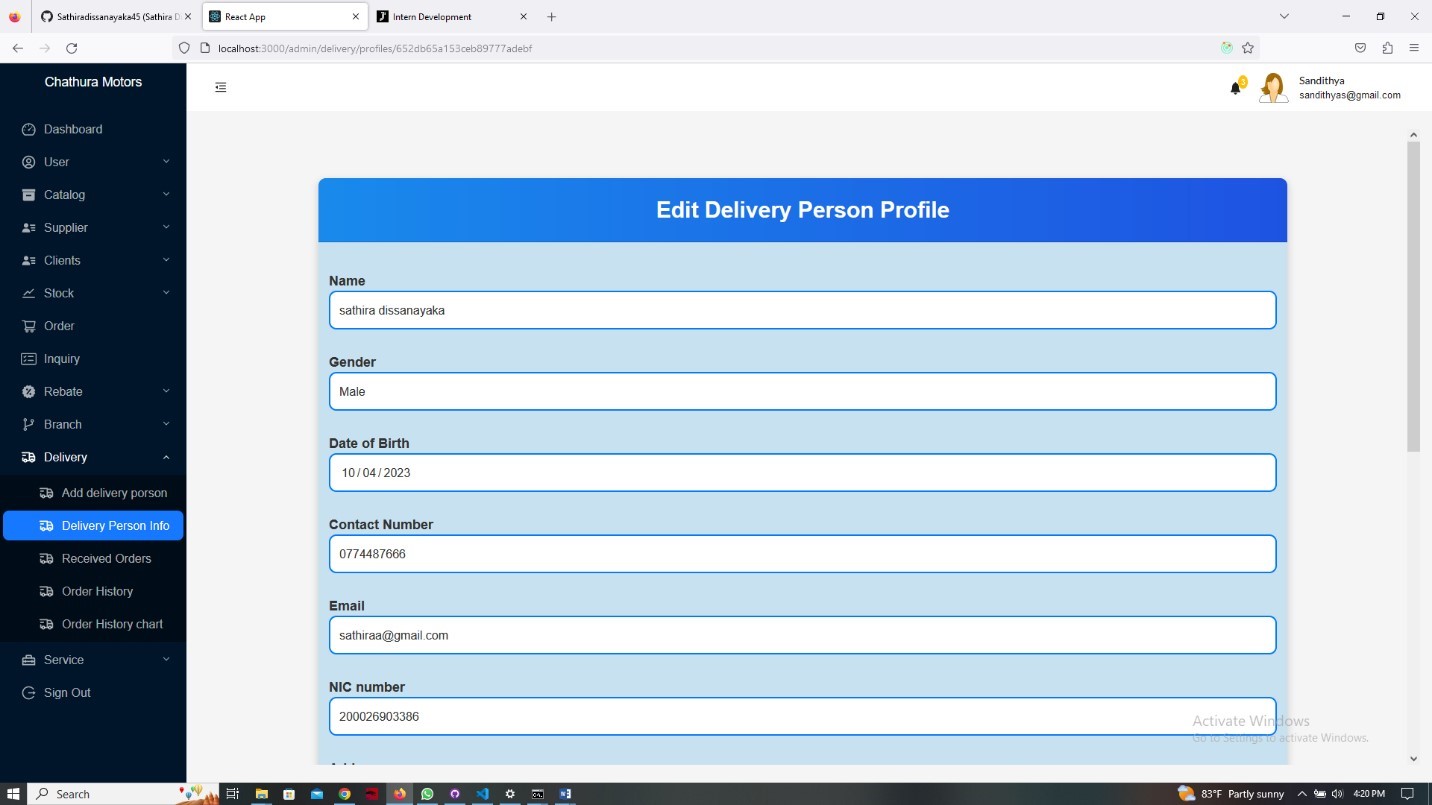 Sathiradissanayaka45 (Sathira D
React App
Intern Development
localhost:3000/admin/delivery/profiles/652db65a153ceb89777adebf
Chathura Motors
Sandithya
sandithyas@gmail.com
Dashboard
User
Catalog
Supplier
Clients
Stock
Order
Inquiry
Rebate
Branch
Delivery
Add delivery porson
Delivery Person Info
Received Orders
Order History
Order History chart
Service
Sign Out
Edit Delivery Person Profile
Name
sathira dissanayaka
Gender
Male
Date of Birth
10/04/2023
Contact Number
0774487666
Email
sathiraa@gmail.com
NIC number
200026903386
Activate Windows
Go to Settings to activate Windows.
Search
83°F Partly sunny
4:20 PM